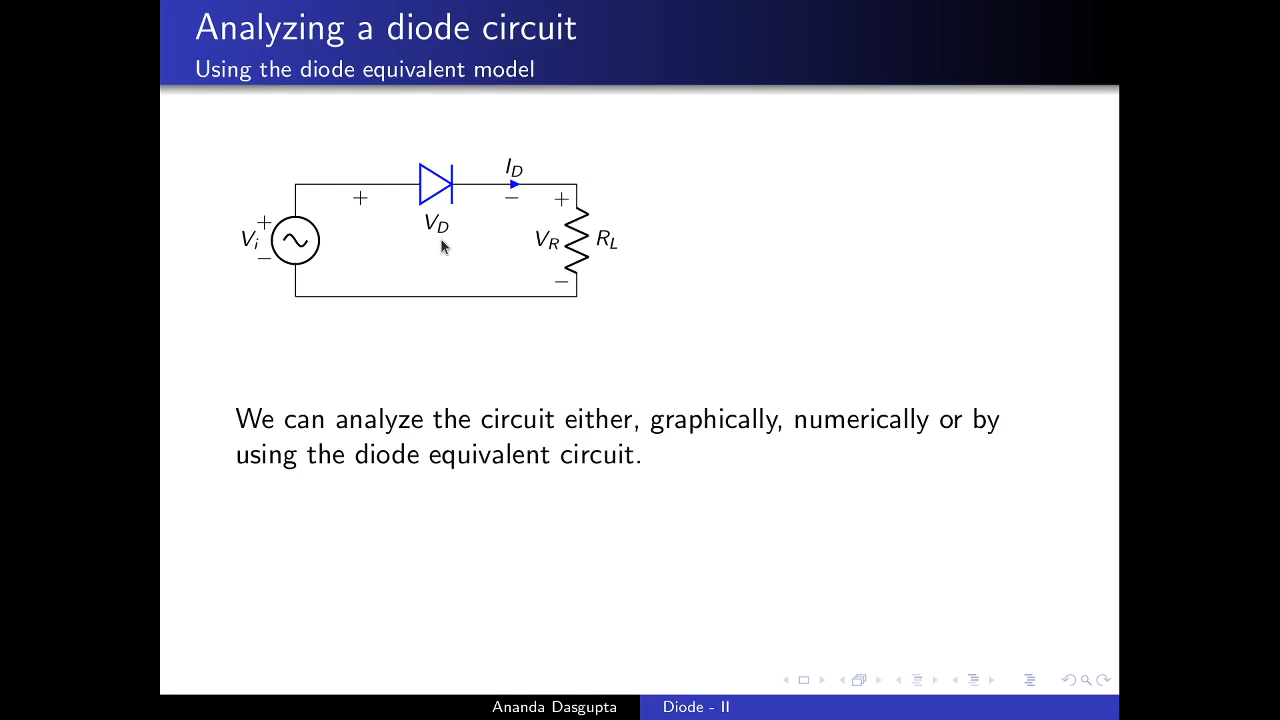 Analyzing a diode circuit
Using the diode equivalent model
I_D
+ − +
V_D
+
V_i V_R R_L
−
−
We can analyze the circuit either, graphically, numerically or by
using the diode equivalent circuit.
Ananda Dasgupta Diode - II